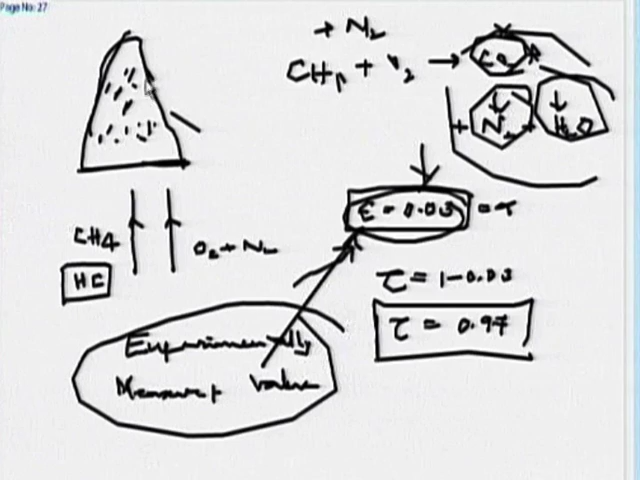 Page No: 27
+ N2
CH4 + O2 → CO2 +
+ N2 + H2O
CH4
O2 + N2
HC
ε = 0.03 = α
τ = 1 - 0.03
τ = 0.97
Experimentally
Measured value